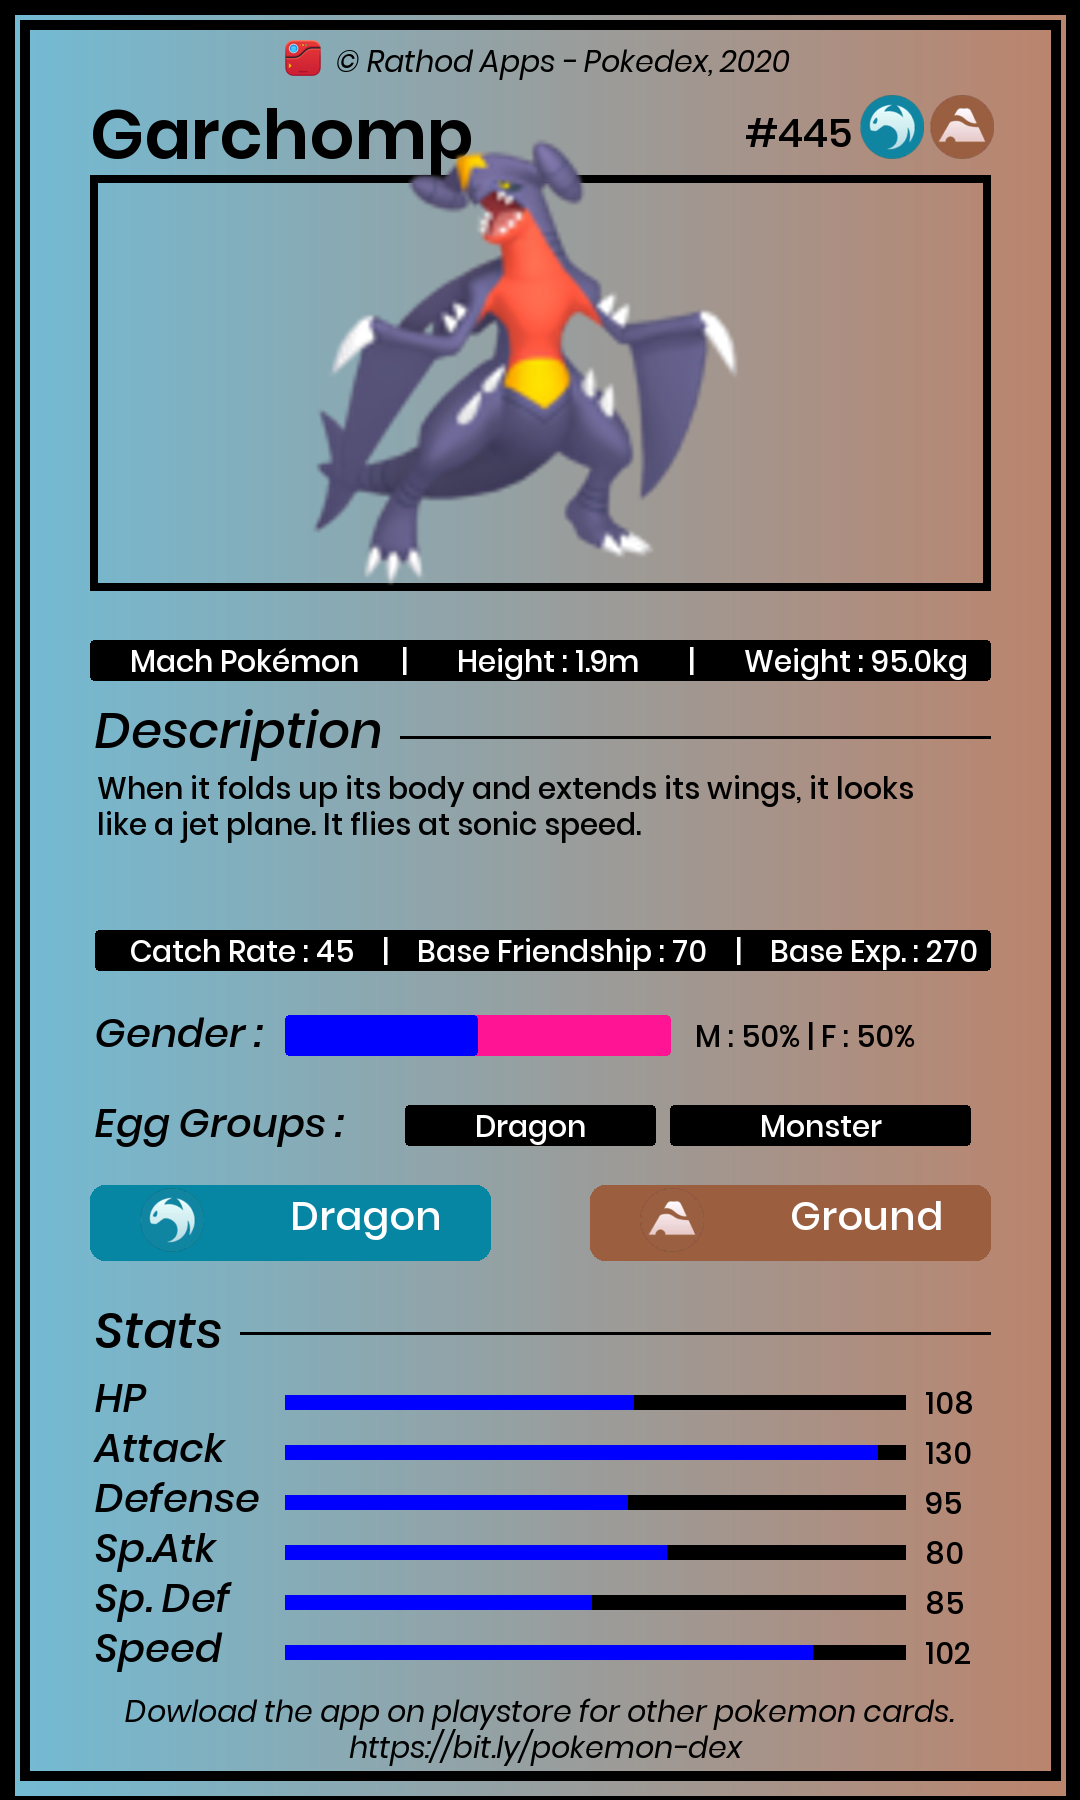 © Rathod Apps - Pokedex, 2020
Garchomp #445
Mach Pokémon | Height : 1.9m | Weight : 95.0kg
Description
When it folds up its body and extends its wings, it looks
like a jet plane. It flies at sonic speed.
Catch Rate : 45 | Base Friendship : 70 | Base Exp. : 270
Gender : M : 50% | F : 50%
Egg Groups : Dragon Monster
Dragon Ground
Stats
HP 108
Attack 130
Defense 95
Sp.Atk 80
Sp. Def 85
Speed 102
Dowload the app on playstore for other pokemon cards.
https://bit.ly/pokemon-dex